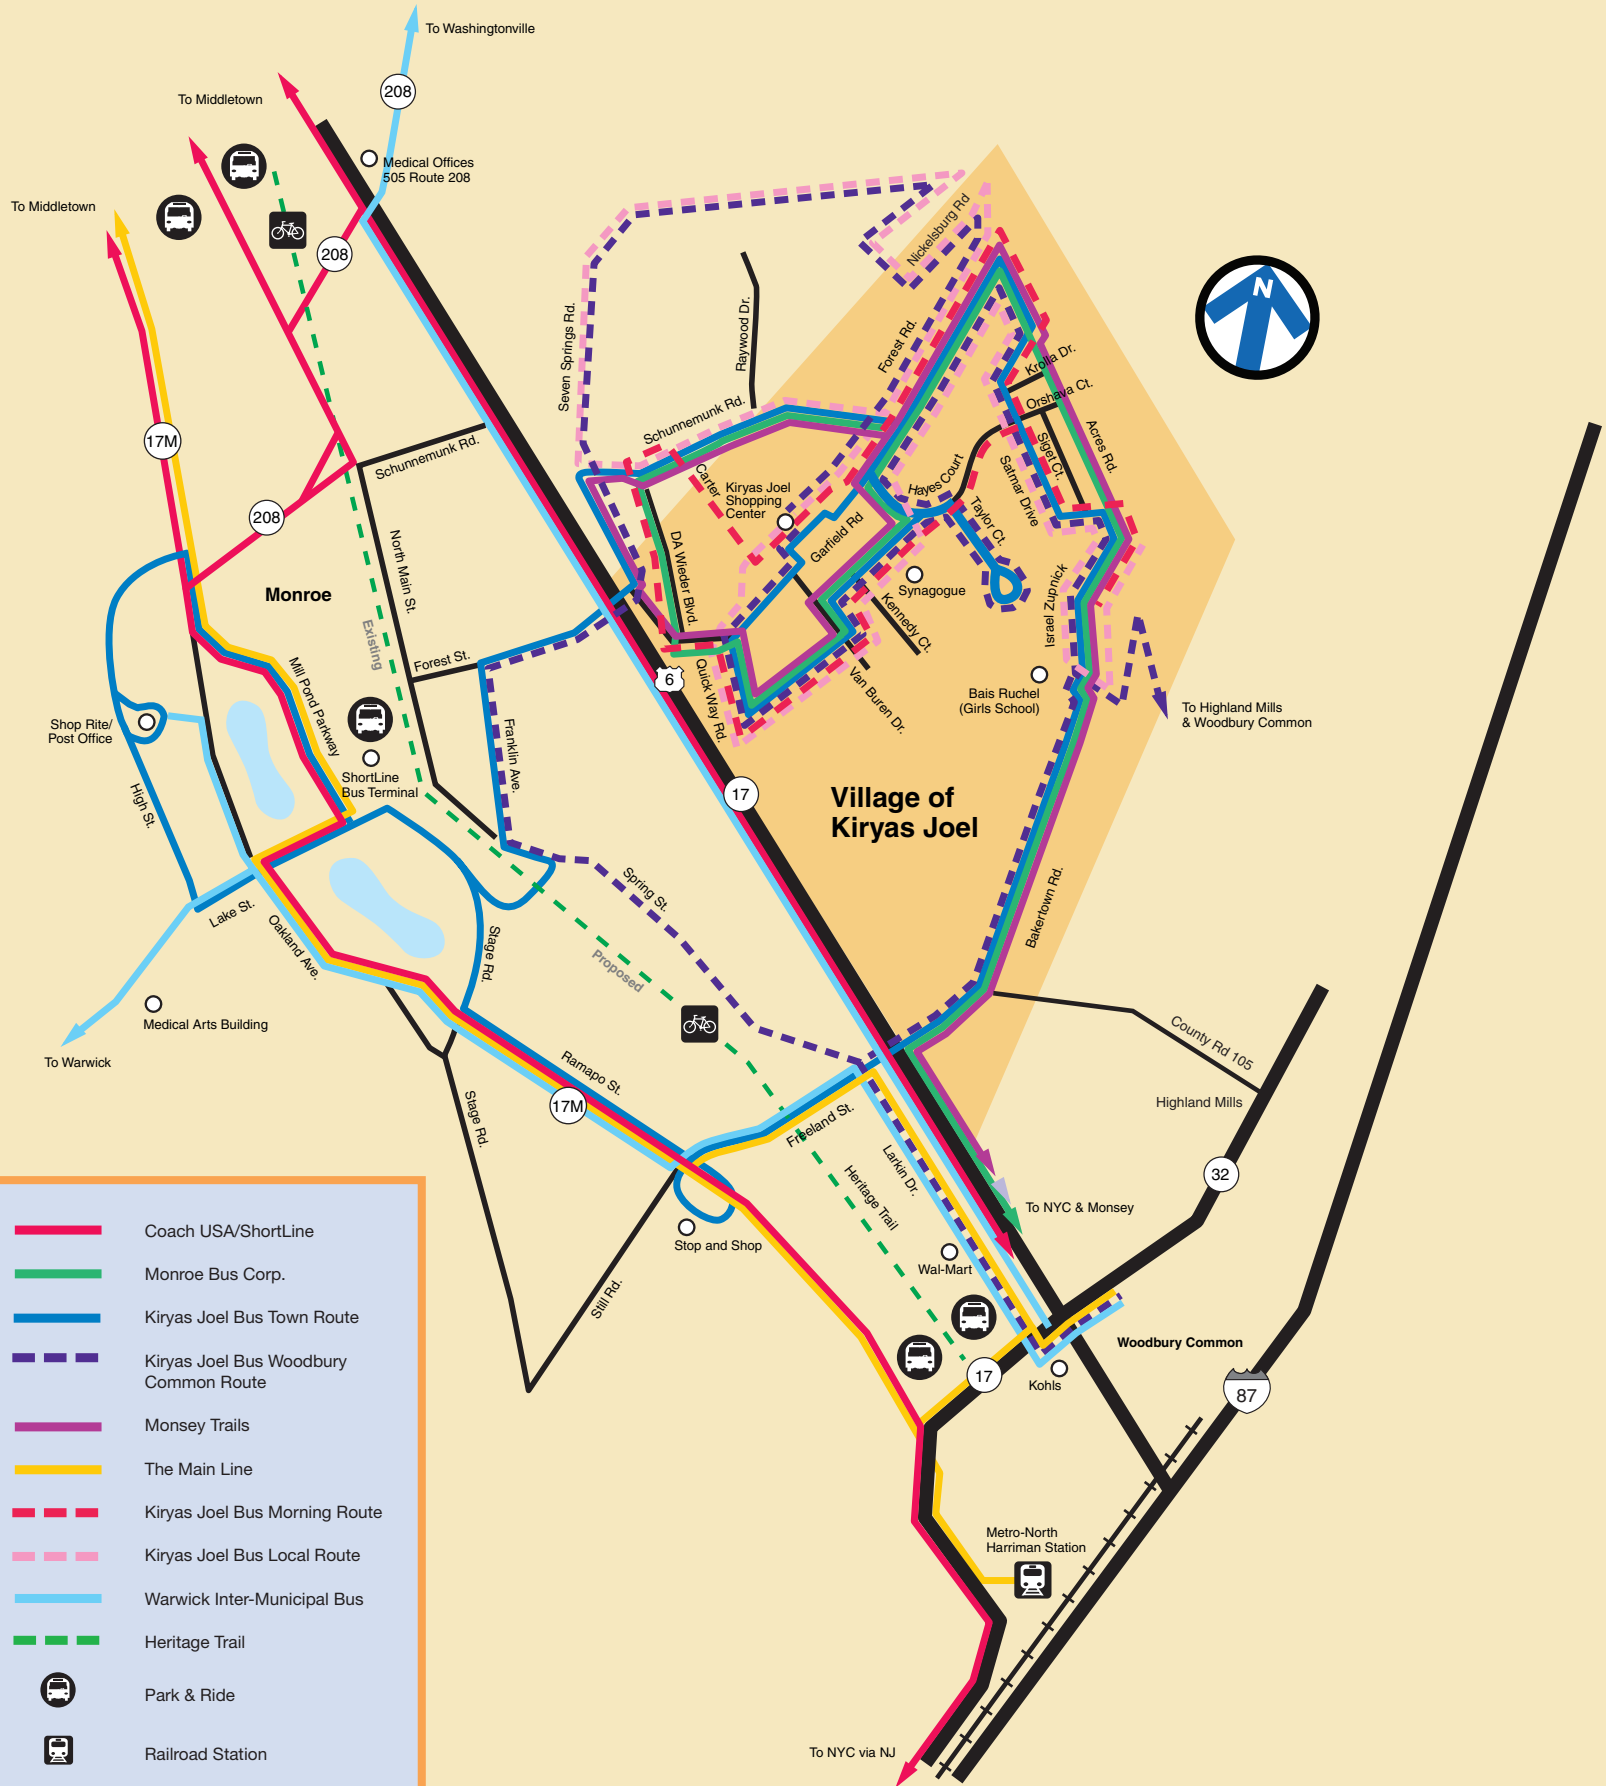 To Washingtonville
208
To Middletown
Medical Offices
505 Route 208
To Middletown
208
Nickelsburg Rd
N
Seven Springs Rd.
Raywood Dr.
Forest Rd.
Krolla Dr.
Orshava Ct.
Schunnemunk Rd.
Acres Rd.
17M
Schunnemunk Rd.
Siget Ct.
Satmar Drive
Carter
Kiryas Joel
Shopping
Center
Hayes Court
Taylor Ct.
208
Garfield Rd
North Main St.
DA Wieder Blvd.
Synagogue
Monroe
Kennedy Ct.
Israel Zupnick
Existing
Forest St.
6
Quick Way Rd.
Van Buren Dr.
Bais Ruchel
(Girls School)
To Highland Mills
& Woodbury Common
Mill Pond Parkway
Shop Rite/
Post Office
Franklin Ave.
ShortLine
Bus Terminal
High St.
17
Village of
Kiryas Joel
Spring St.
Lake St.
Oakland Ave.
Stage Rd.
Proposed
Bakertown Rd.
Medical Arts Building
To Warwick
County Rd 105
Ramapo St.
17M
Highland Mills
Stage Rd.
Freeland St.
Larkin Dr.
Heritage Trail
32
To NYC & Monsey
Stop and Shop
Wal-Mart
Still Rd.
Woodbury Common
17
Kohls
87
Metro-North
Harriman Station
To NYC via NJ
Coach USA/ShortLine
Monroe Bus Corp.
Kiryas Joel Bus Town Route
Kiryas Joel Bus Woodbury
Common Route
Monsey Trails
The Main Line
Kiryas Joel Bus Morning Route
Kiryas Joel Bus Local Route
Warwick Inter-Municipal Bus
Heritage Trail
Park & Ride
Railroad Station